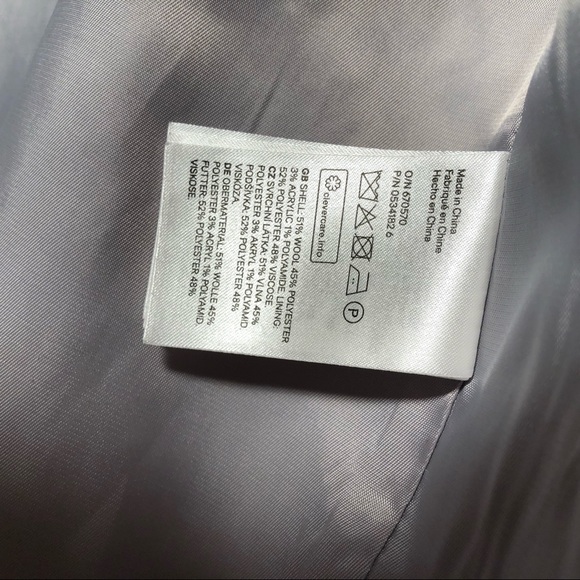 Made in China
Fabriqué en Chine
Hecho en China
O/N 670570
P/N 0534182 6
P
clevercare.info
GB SHELL: 51% WOOL 45% POLYESTER
3% ACRYLIC 1% POLYAMIDE. LINING:
52% POLYESTER 48% VISCOSE
CZ SVRCHNÍ LÁTKA: 51% VLNA 45%
POLYESTER 3% AKRYL 1% POLYAMID.
PODŠÍVKA: 52% POLYESTER 48%
VISKÓZA
DE OBERMATERIAL: 51% WOLLE 45%
POLYESTER 3% ACRYL 1% POLYAMID.
FUTTER: 52% POLYESTER 48%
VISKOSE.